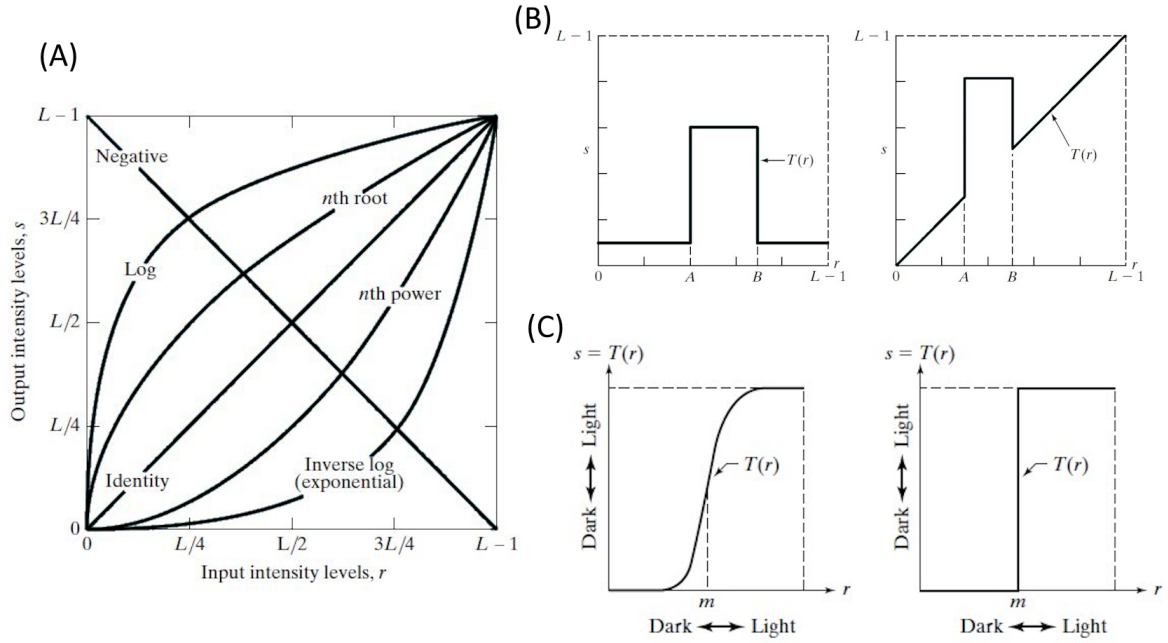 (A)
Output intensity levels, s
L − 1
3L/4
L/2
L/4
0
Negative
Log
nth root
nth power
Identity
Inverse log
(exponential)
0
L/4
L/2
3L/4
L − 1
Input intensity levels, r
(B)
L − 1
s
T(r)
0
A
B
L − 1
r
L − 1
s
T(r)
0
A
B
L − 1
r
(C)
s = T(r)
Dark ↔ Light
T(r)
m
r
Dark ↔ Light
s = T(r)
Dark ↔ Light
T(r)
m
r
Dark ↔ Light